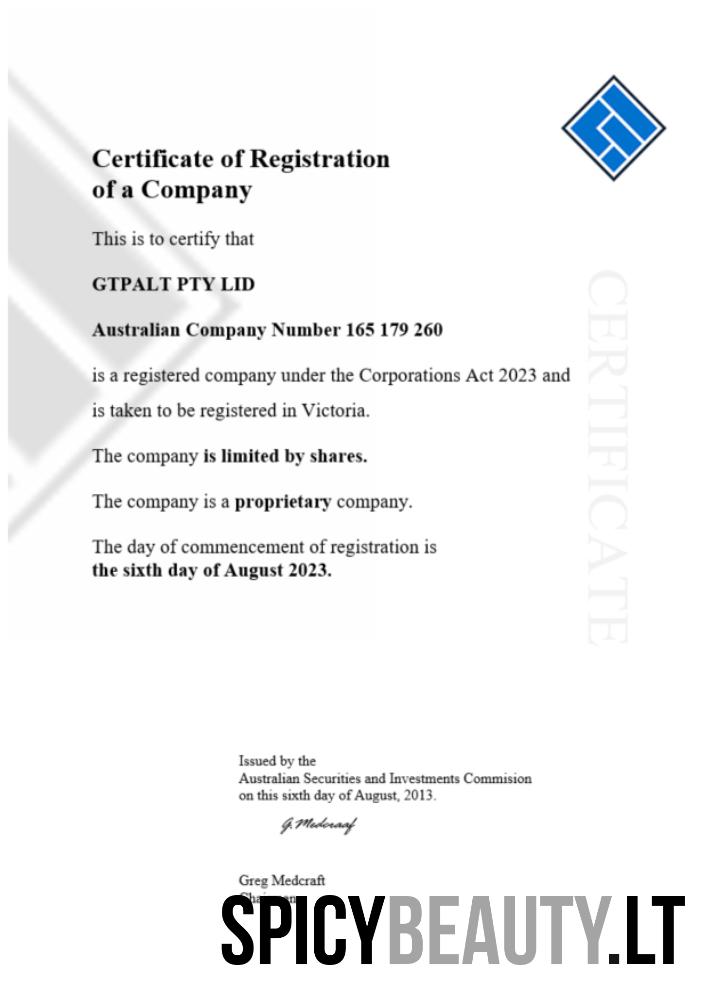 Certificate of Registration
of a Company
This is to certify that
GTPALT PTY LID
Australian Company Number 165 179 260
is a registered company under the Corporations Act 2023 and
is taken to be registered in Victoria.
The company is limited by shares.
The company is a proprietary company.
The day of commencement of registration is
the sixth day of August 2023.
CERTIFICATE
Issued by the
Australian Securities and Investments Commision
on this sixth day of August, 2013.
G. Medcraaf
Greg Medcraft
SPICYBEAUTY.LT